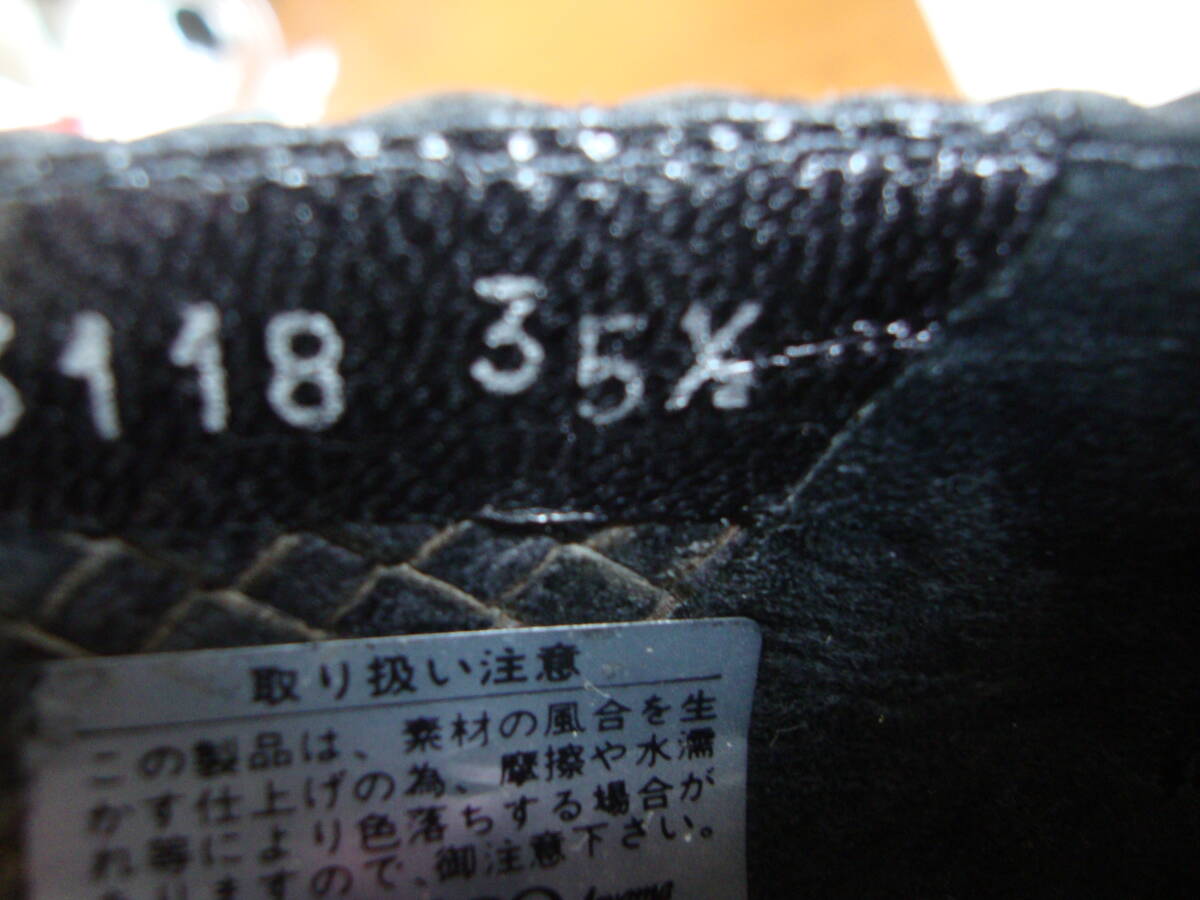 118 35½
取り扱い注意
この製品は、素材の風合を生
かす仕上げの為、摩擦や水濡
れ等により色落ちする場合が
ありますので、御注意下さい。